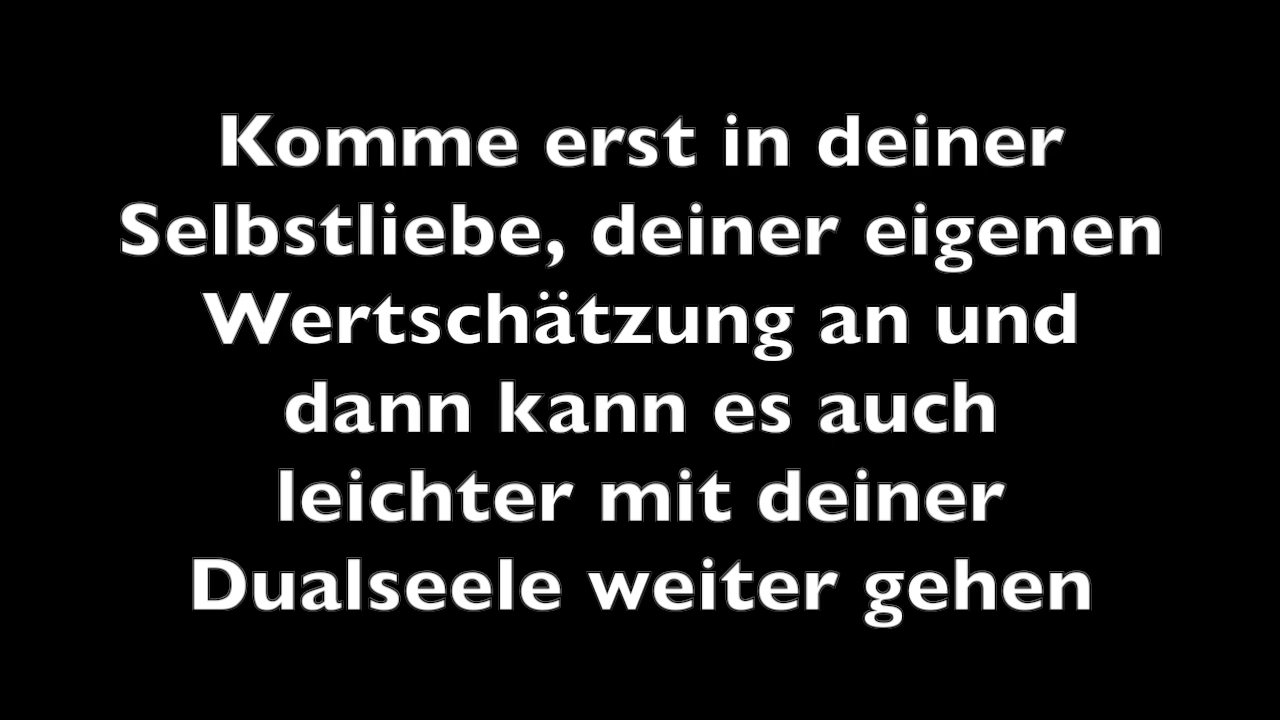 Komme erst in deiner
Selbstliebe, deiner eigenen
Wertschätzung an und
dann kann es auch
leichter mit deiner
Dualseele weiter gehen